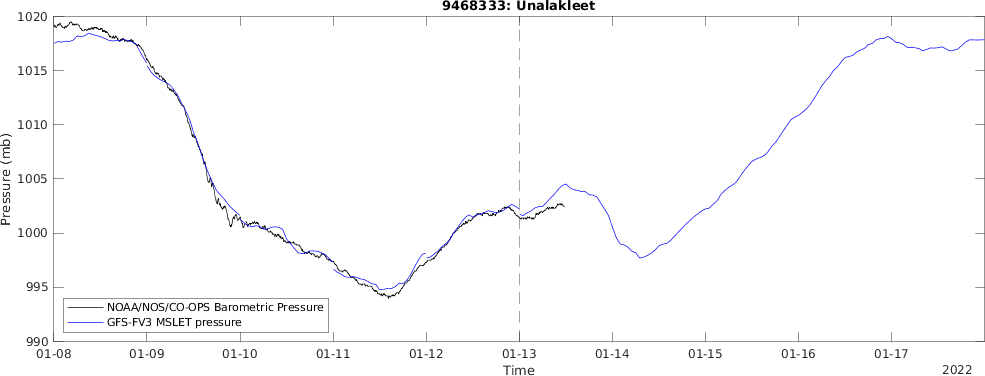 9468333: Unalakleet
1020
1015
1010
1005
1000
995
990
Pressure (mb)
NOAA/NOS/CO-OPS Barometric Pressure
GFS-FV3 MSLET pressure
01-08 01-09 01-10 01-11 01-12 01-13 01-14 01-15 01-16 01-17
Time
2022